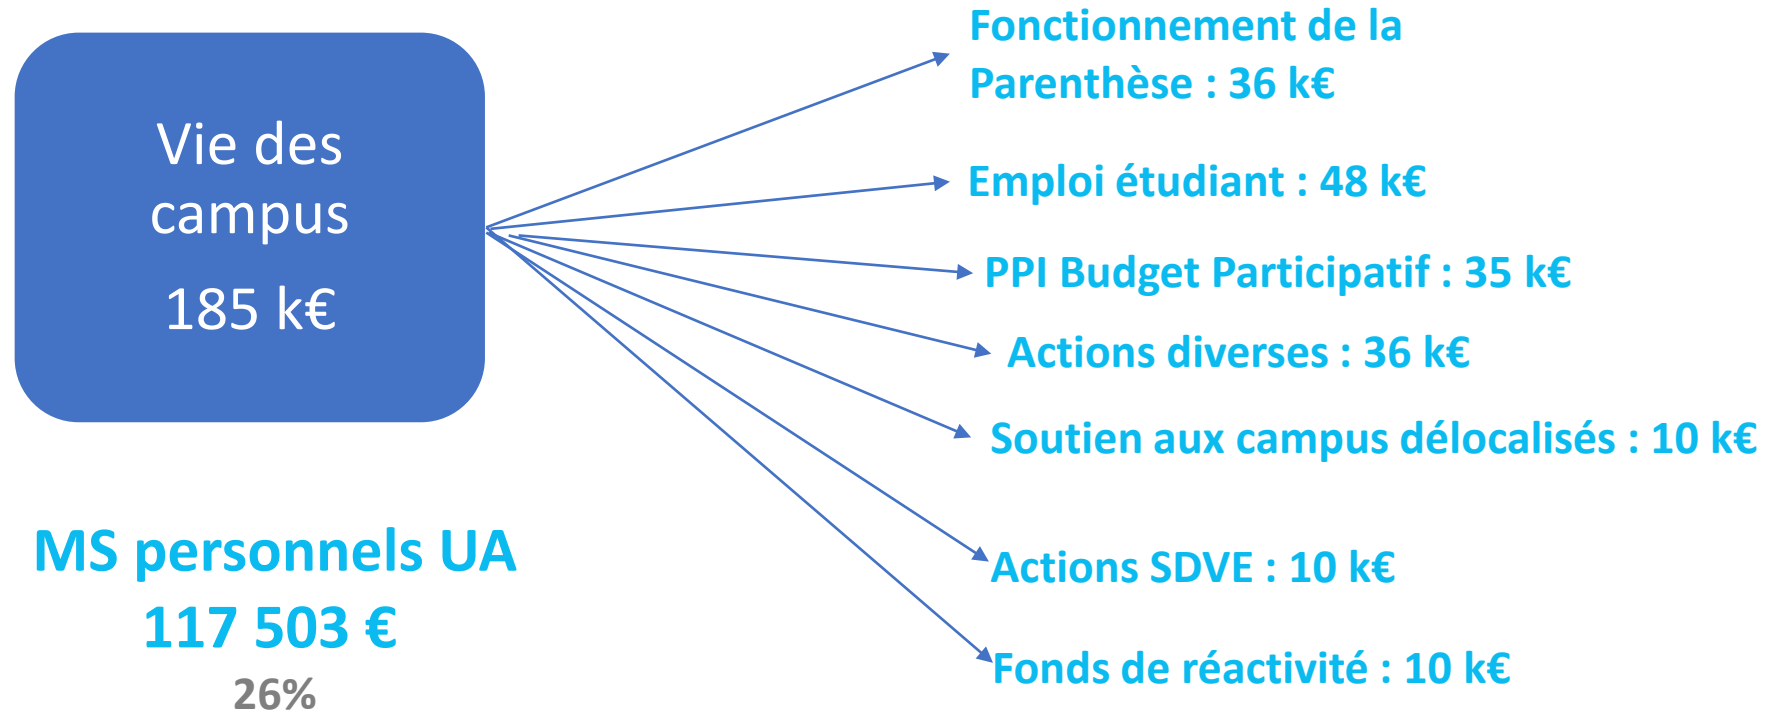 Vie des
campus
185 k€
MS personnels UA
117 503 €
26%
Fonctionnement de la
Parenthèse : 36 k€
Emploi étudiant : 48 k€
PPI Budget Participatif : 35 k€
Actions diverses : 36 k€
Soutien aux campus délocalisés : 10 k€
Actions SDVE : 10 k€
Fonds de réactivité : 10 k€